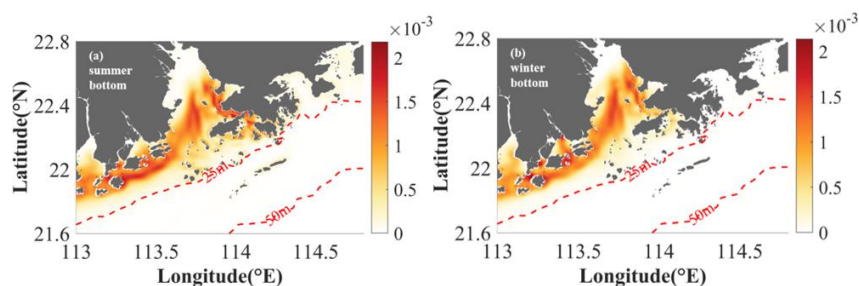 ×10⁻³
22.8
(a)
summer
bottom
2
22.4
1.5
1
22
25m
0.5
50m
21.6
0
113
113.5
114
114.5
Longitude(°E)
Latitude(°N)
×10⁻³
22.8
(b)
winter
bottom
2
22.4
1.5
1
22
25m
0.5
50m
21.6
0
113
113.5
114
114.5
Longitude(°E)
Latitude(°N)